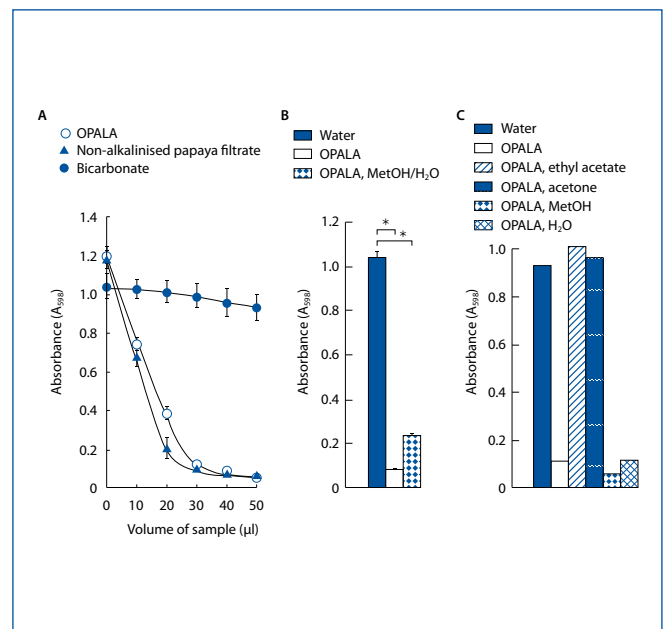 A
OPALA
Non-alkalinised papaya filtrate
Bicarbonate
Absorbance (A₅₉₈)
1.4
1.2
1.0
0.8
0.6
0.4
0.2
0
0 10 20 30 40 50
Volume of sample (µl)
B
Water
OPALA
OPALA, MetOH/H₂O
Absorbance (A₅₉₈)
1.2
1.0
0.8
0.6
0.4
0.2
0
*
*
C
Water
OPALA
OPALA, ethyl acetate
OPALA, acetone
OPALA, MetOH
OPALA, H₂O
Absorbance (A₅₉₈)
1.0
0.8
0.6
0.4
0.2
0